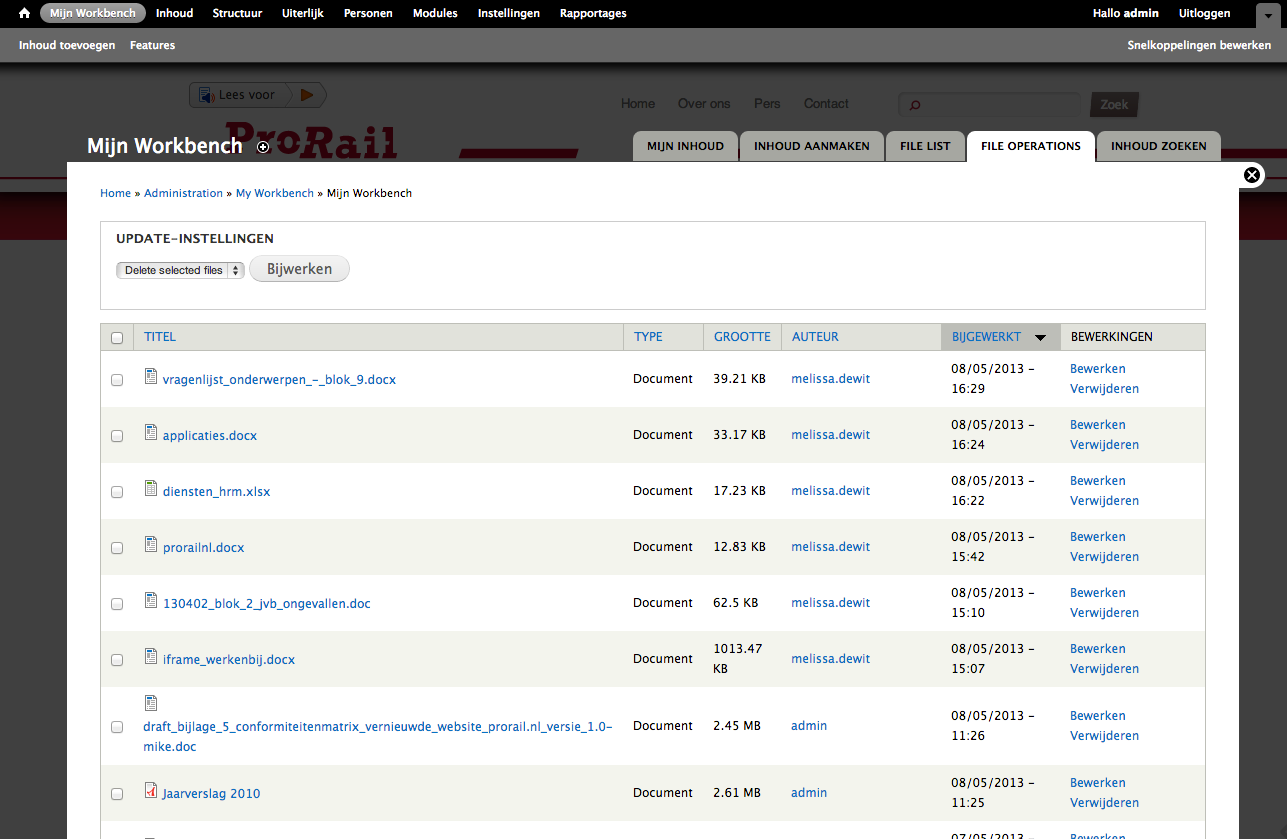 Mijn Workbench Inhoud Structuur Uiterlijk Personen Modules Instellingen Rapportages Hallo admin Uitloggen
Inhoud toevoegen Features Snelkoppelingen bewerken
Lees voor
Home Over ons Pers Contact Zoek
ProRail
Mijn Workbench MIJN INHOUD INHOUD AANMAKEN FILE LIST FILE OPERATIONS INHOUD ZOEKEN
Home » Administration » My Workbench » Mijn Workbench
UPDATE-INSTELLINGEN
Delete selected files Bijwerken
TITEL TYPE GROOTTE AUTEUR BIJGEWERKT BEWERKINGEN
vragenlijst_onderwerpen_-_blok_9.docx Document 39.21 KB melissa.dewit 08/05/2013 - Bewerken
16:29 Verwijderen
applicaties.docx Document 33.17 KB melissa.dewit 08/05/2013 - Bewerken
16:24 Verwijderen
diensten_hrm.xlsx Document 17.23 KB melissa.dewit 08/05/2013 - Bewerken
16:22 Verwijderen
prorailnl.docx Document 12.83 KB melissa.dewit 08/05/2013 - Bewerken
15:42 Verwijderen
130402_blok_2_jvb_ongevallen.doc Document 62.5 KB melissa.dewit 08/05/2013 - Bewerken
15:10 Verwijderen
iframe_werkenbij.docx Document 1013.47 melissa.dewit 08/05/2013 - Bewerken
KB 15:07 Verwijderen
draft_bijlage_5_conformiteitenmatrix_vernieuwde_website_prorail.nl_versie_1.0- Document 2.45 MB admin 08/05/2013 - Bewerken
mike.doc 11:26 Verwijderen
Jaarverslag 2010 Document 2.61 MB admin 08/05/2013 - Bewerken
11:25 Verwijderen
07/05/2013 - Bewerken